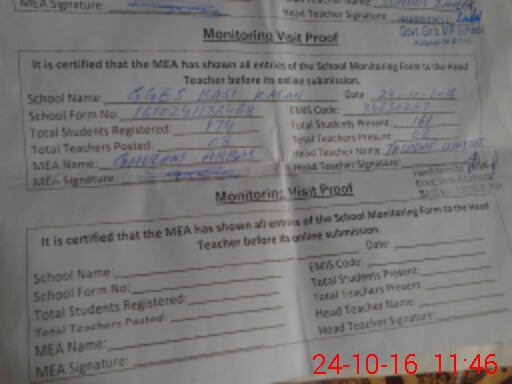 MEA Signature:
Head Teacher Signature:
Govt Girls
School
Monitoring Visit Proof
It is certified that the MEA has shown all entries of the School Monitoring Form to the Head
Teacher before its online submission.
School Name: GGES BASI KALAN Date: 24-10-2016
School Form No: EMIS Code:
Total Students Registered: 174 Total Students Present: 161
Total Teachers Posted: 08 Total Teachers Present: 08
MEA Name: GHULAM ABBAS Head Teacher Name:
MEA Signature: Head Teacher Signature:
Monitoring Visit Proof
It is certified that the MEA has shown all entries of the School Monitoring Form to the Head
Teacher before its online submission.
School Name: Date:
School Form No: EMIS Code:
Total Students Registered: Total Students Present:
Total Teachers Posted: Total Teachers Present:
MEA Name: Head Teacher Name:
MEA Signature: Head Teacher Signature:
24-10-16 11:46